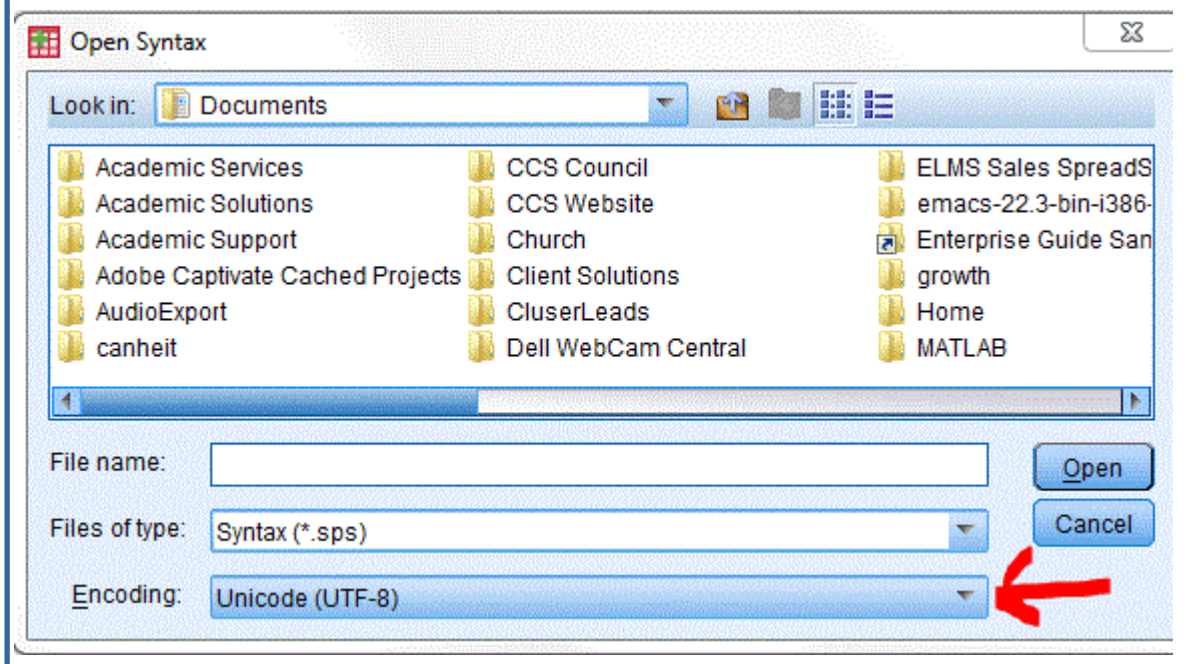 Open Syntax
Look in: Documents
Academic Services
Academic Solutions
Academic Support
Adobe Captivate Cached Projects
AudioExport
canheit
CCS Council
CCS Website
Church
Client Solutions
CluserLeads
Dell WebCam Central
ELMS Sales SpreadS
emacs-22.3-bin-i386-
Enterprise Guide San
growth
Home
MATLAB
File name:
Open
Files of type: Syntax (*.sps)
Cancel
Encoding: Unicode (UTF-8)